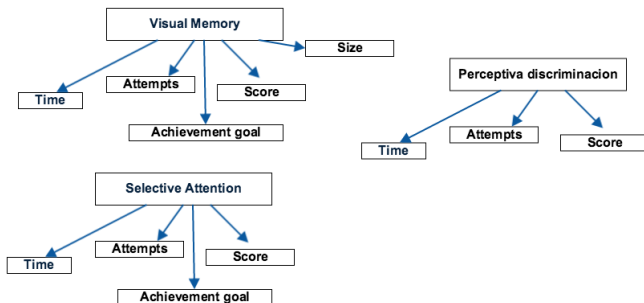 Visual Memory
Size
Attempts
Score
Time
Achievement goal
Perceptiva discriminacion
Attempts
Score
Time
Selective Attention
Attempts
Score
Time
Achievement goal